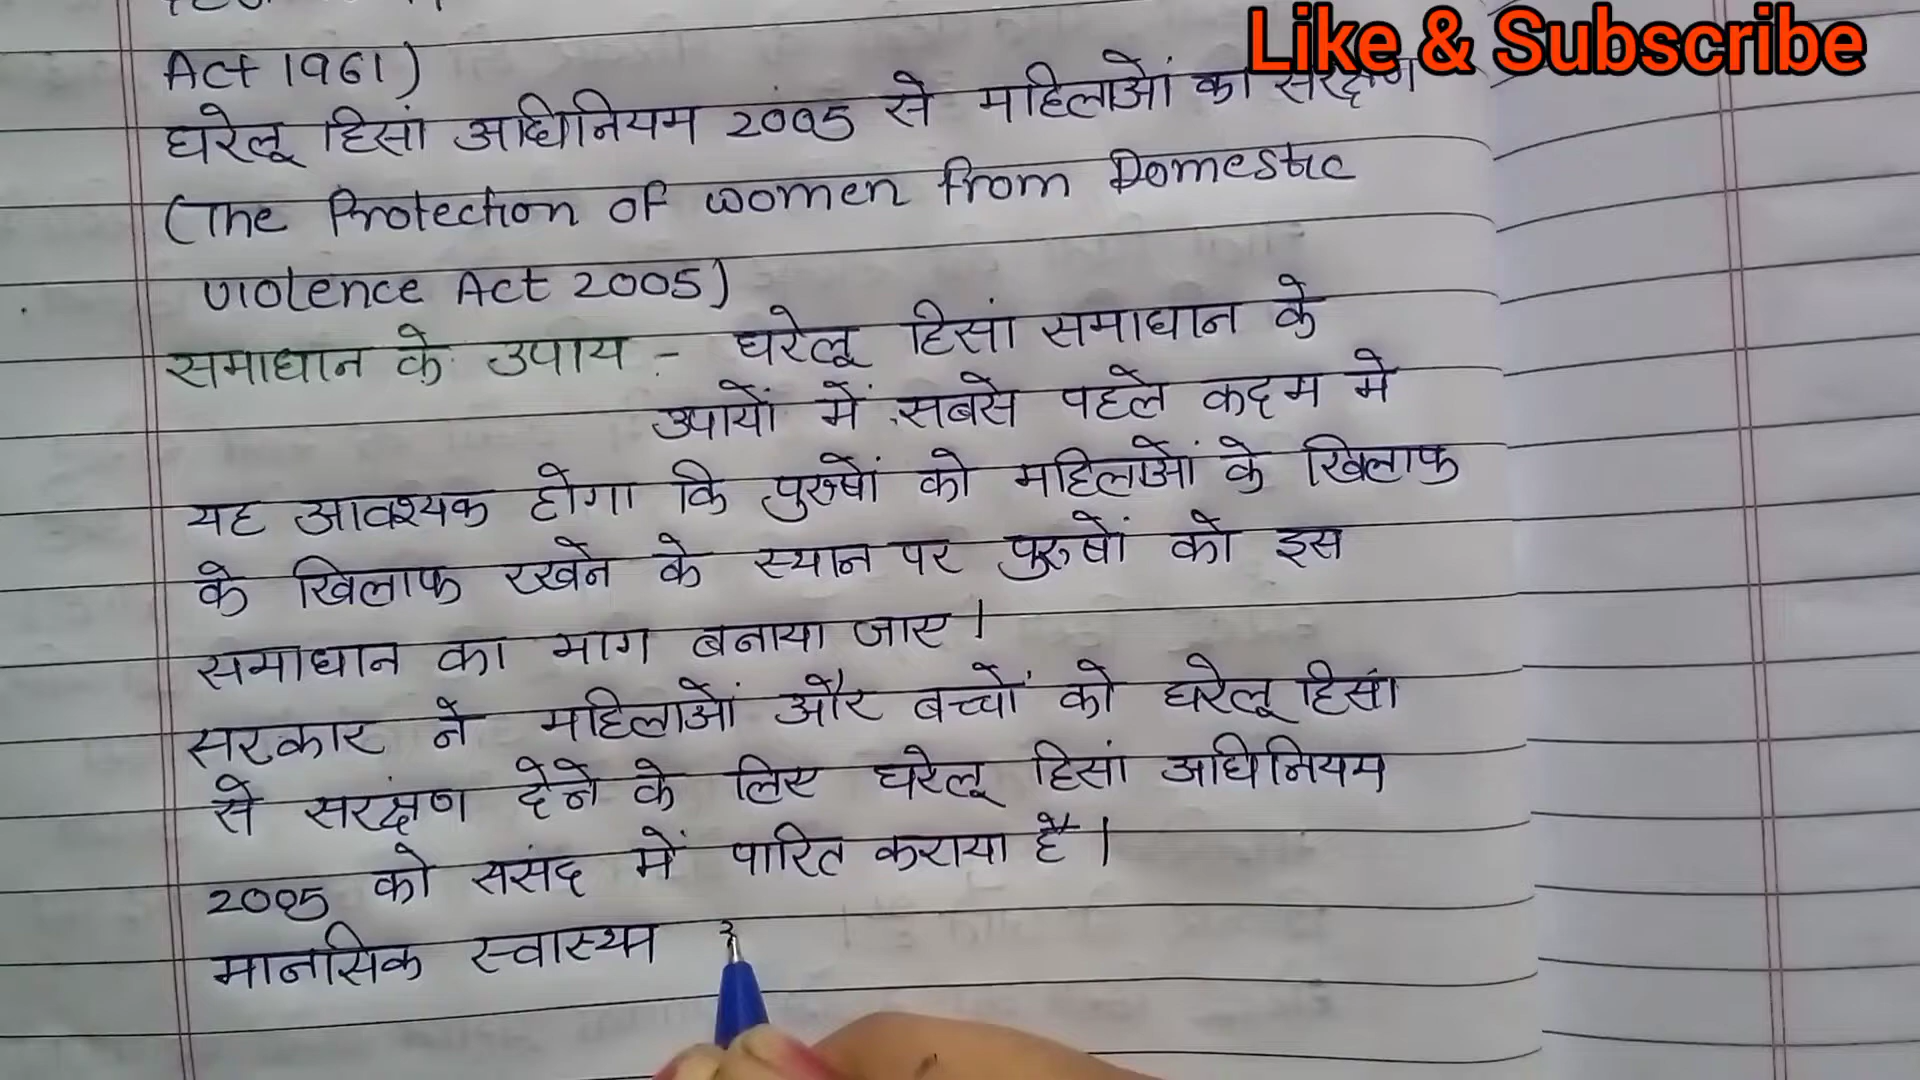 Like & Subscribe
Act 1961)
घरेलू हिसां अधिनियम 2005 से महिलाओं का संरक्षण
(The Protection of women from Domestic
violence Act 2005)
समाधान के उपाय :- घरेलू हिसां समाधान के
उपायों में सबसे पहले कदम मे
यह आवश्यक होगा कि पुरुषों को महिलाओं के खिलाफ
के खिलाफ रखने के स्थान पर पुरुषों को इस
समाधान का भाग बनाया जाए।
सरकार ने महिलाओं और बच्चों को घरेलू हिसां
से सरंक्षण देने के लिए घरेलू हिसां अधिनियम
2005 को ससंद में पारित कराया है।
मानसिक स्वास्थ्य